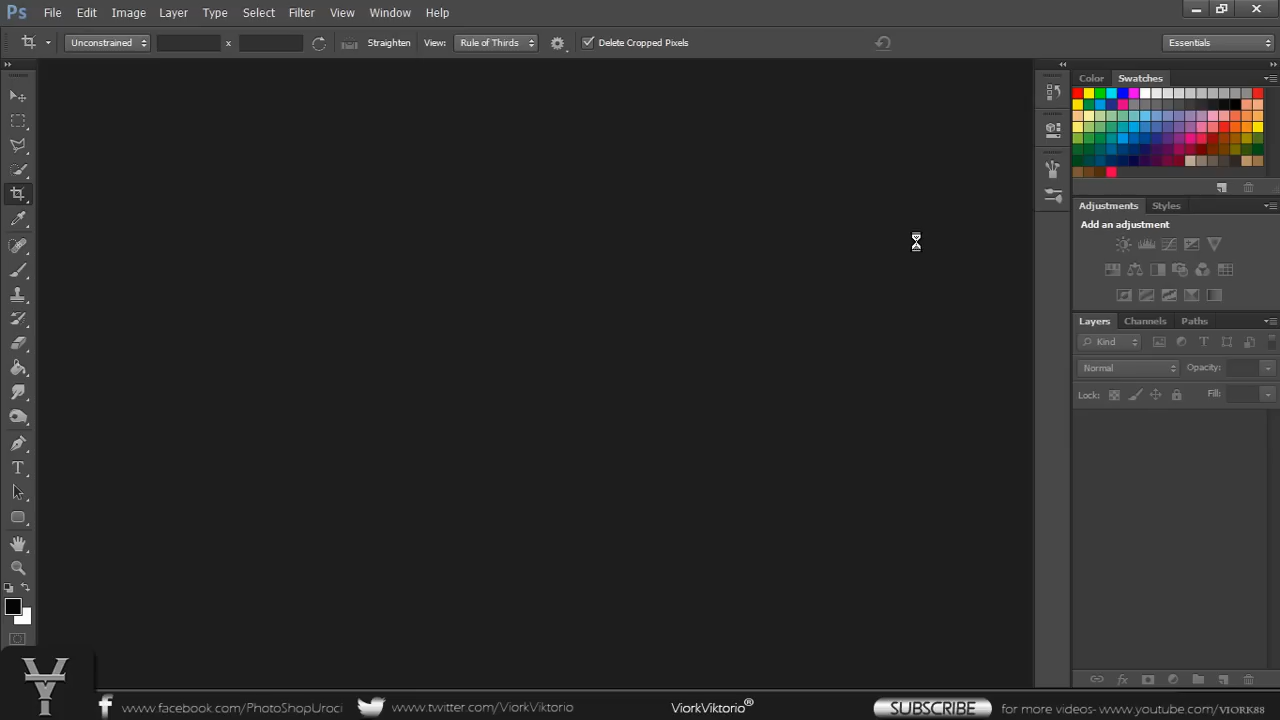 Ps File Edit Image Layer Type Select Filter View Window Help
Unconstrained x Straighten View: Rule of Thirds Delete Cropped Pixels Essentials
Color Swatches
Adjustments Styles
Add an adjustment
Layers Channels Paths
Kind T
Normal Opacity:
Lock: Fill:
T
fx
VY f www.facebook.com/PhotoShopUroci www.twitter.com/ViorkViktorio ViorkViktorio® SUBSCRIBE for more videos- www.youtube.com/VIORK88